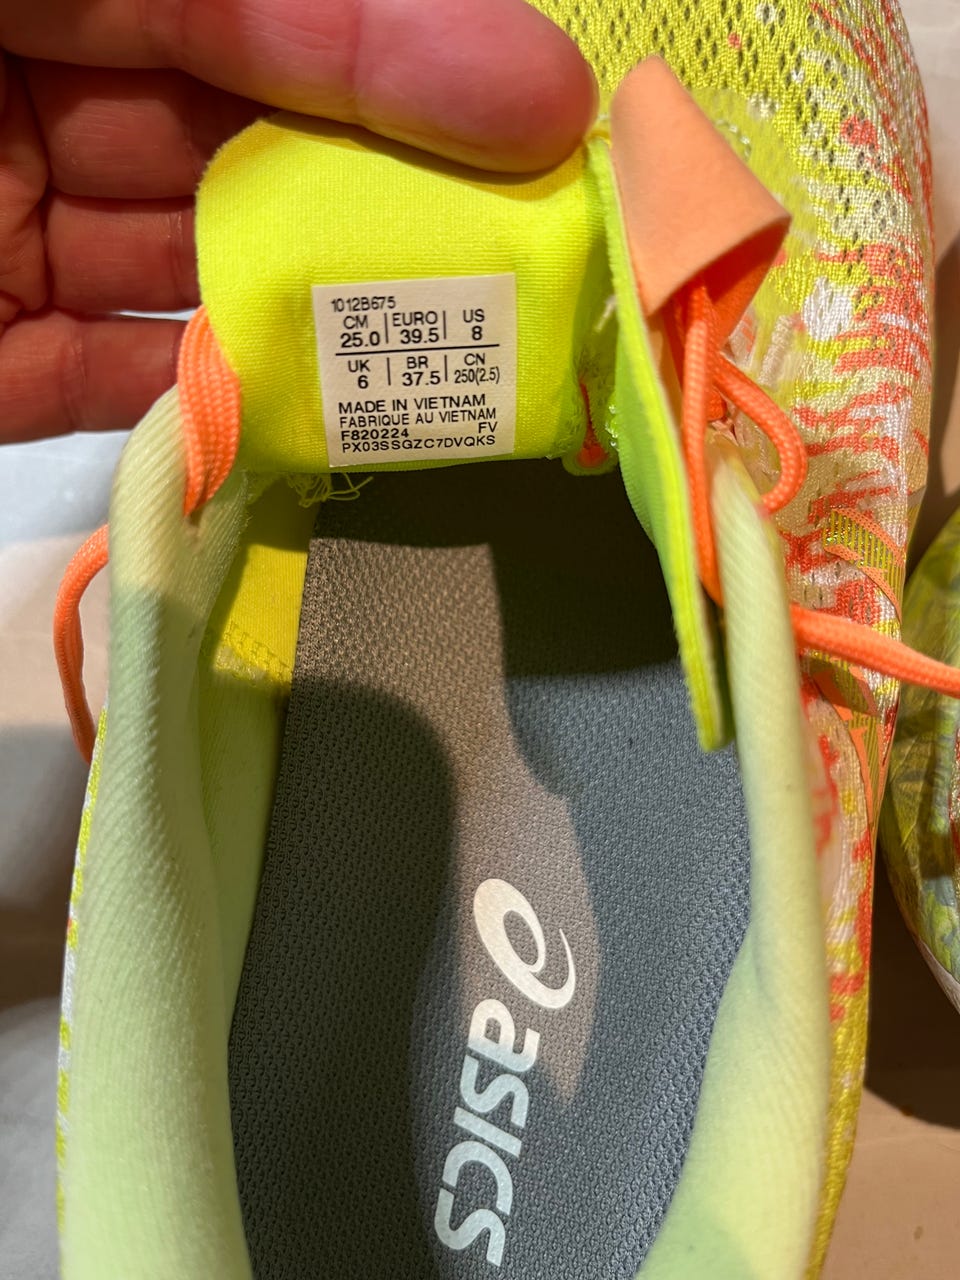 1012B675
CM | EURO | US
25.0 | 39.5 | 8
UK | BR | CN
6 | 37.5 | 250(2.5)
MADE IN VIETNAM
FABRIQUE AU VIETNAM
F820224 FV
PX03SSGZC7DVQKS
asics